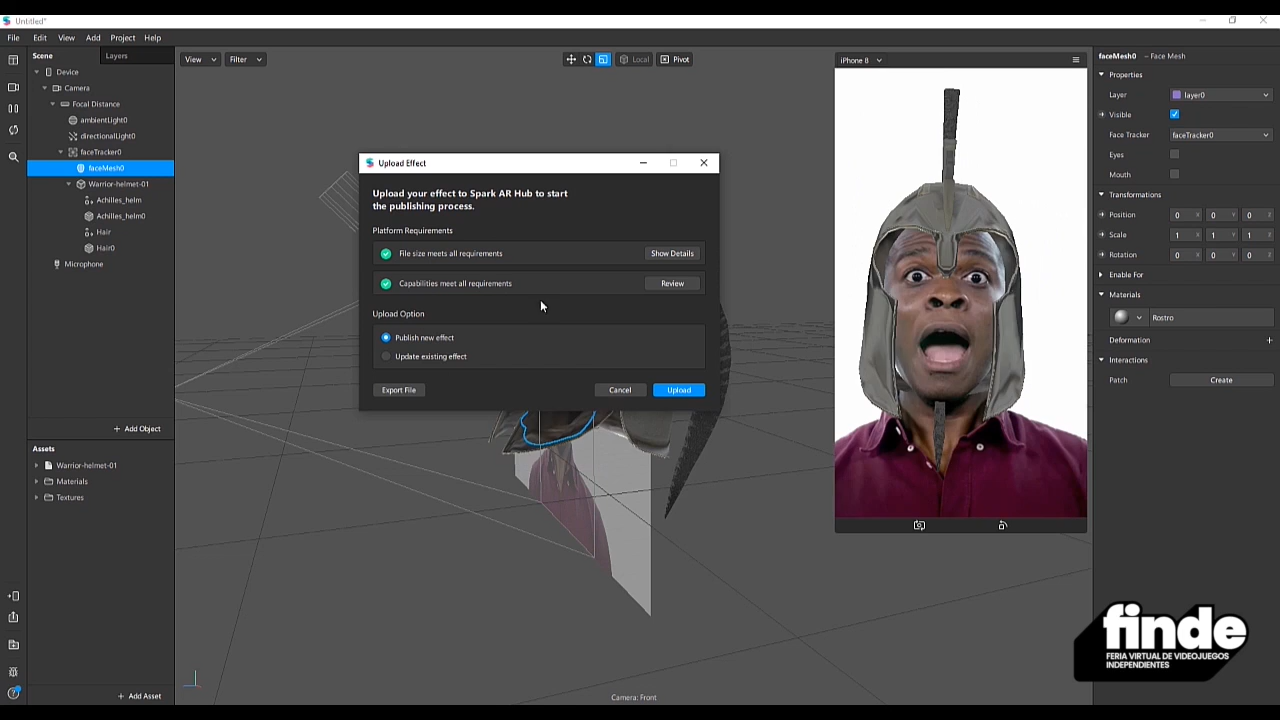 Untitled*
File Edit View Add Project Help
Scene Layers
Device
Camera
Focal Distance
ambientLight0
directionalLight0
faceTracker0
faceMesh0
Warrior-helmet-01
Achilles_helm
Achilles_helm0
Hair
Hair0
Microphone
+ Add Object
Assets
Warrior-helmet-01
Materials
Textures
+ Add Asset
View Filter Local Pivot
Upload Effect
Upload your effect to Spark AR Hub to start
the publishing process.
Platform Requirements
File size meets all requirements Show Details
Capabilities meet all requirements Review
Upload Option
Publish new effect
Update existing effect
Export File Cancel Upload
Camera: Front
iPhone 8
faceMesh0 – Face Mesh
Properties
Layer layer0
Visible
Face Tracker faceTracker0
Eyes
Mouth
Transformations
Position 0 X 0 Y 0 Z
Scale 1 X 1 Y 1 Z
Rotation 0 X 0 Y 0 Z
Enable For
Materials
Rostro
Deformation +
Interactions
Patch Create
finde
FERIA VIRTUAL DE VIDEOJUEGOS
INDEPENDIENTES